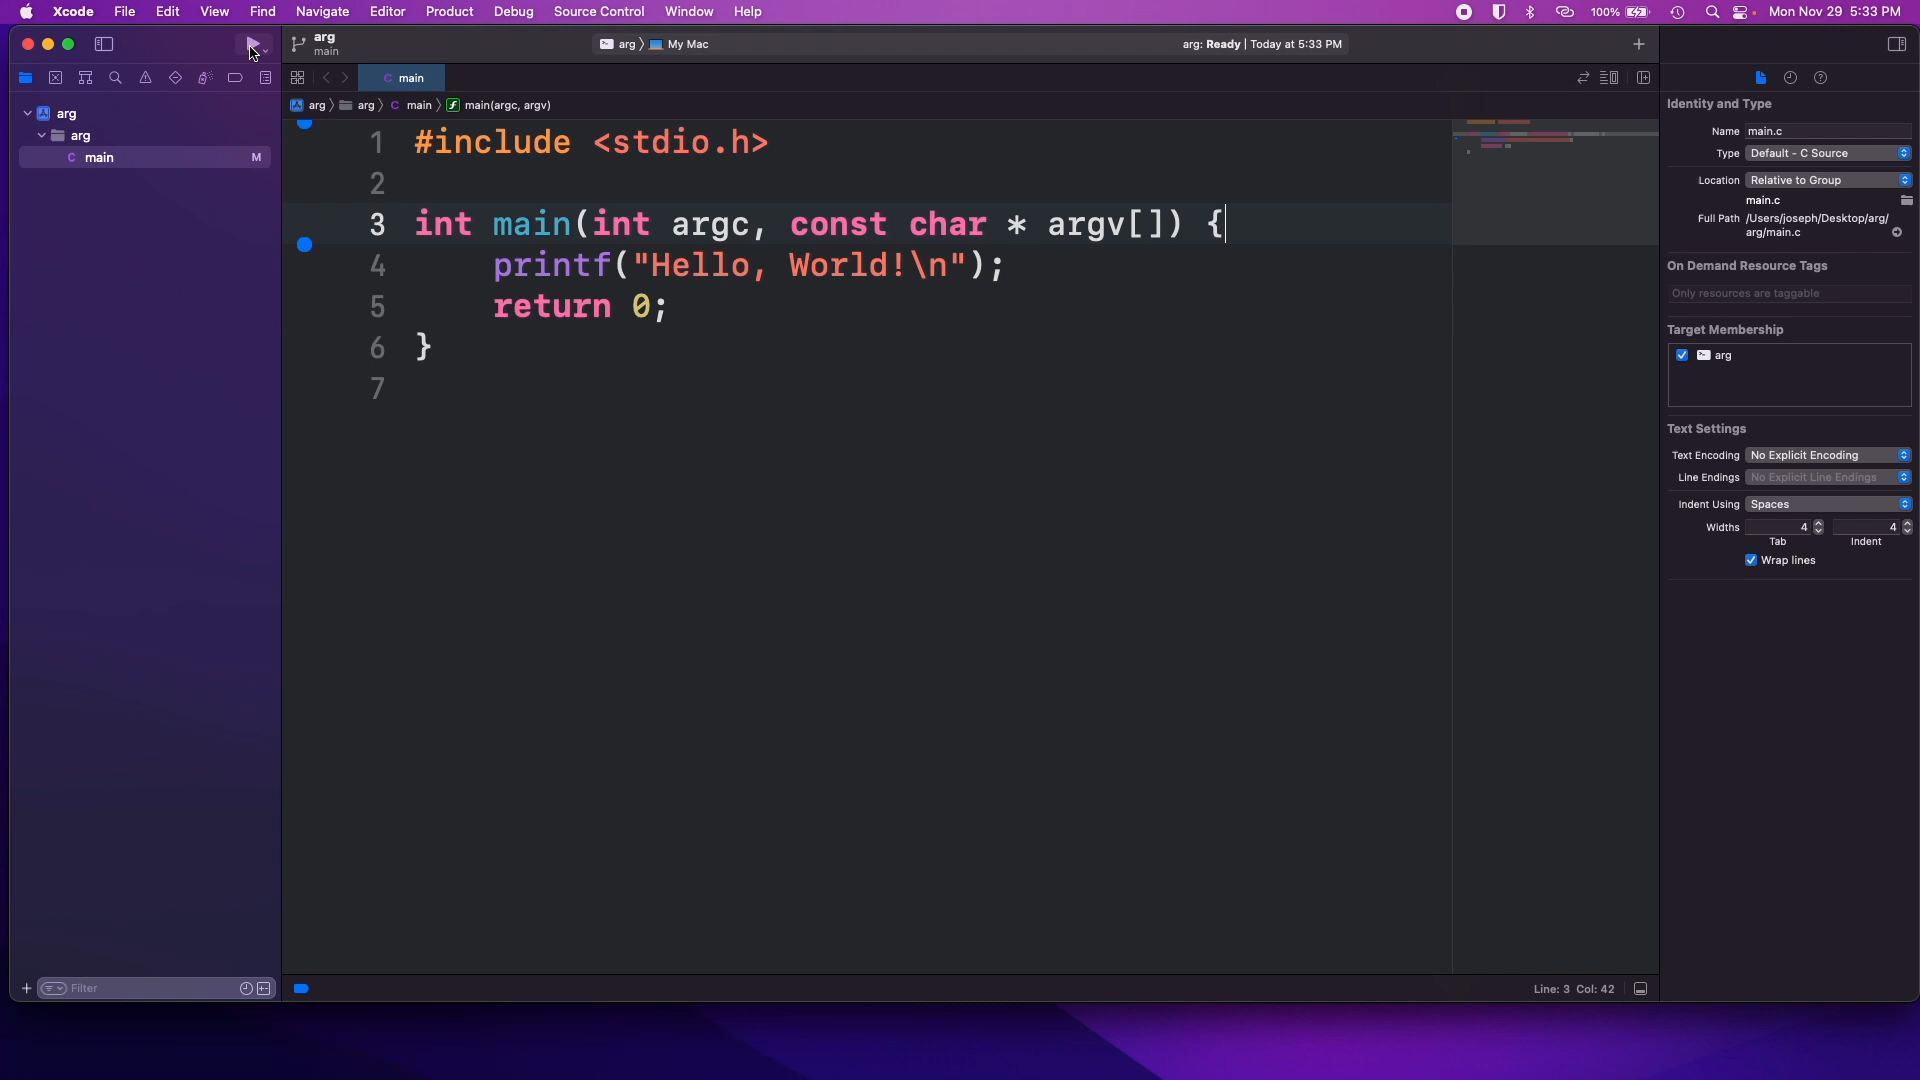 Xcode File Edit View Find Navigate Editor Product Debug Source Control Window Help 100% Mon Nov 29 5:33 PM
arg
main
arg My Mac
arg: Ready | Today at 5:33 PM
main
arg
arg
main M
arg arg main main(argc, argv)
1 #include <stdio.h>
2
3 int main(int argc, const char * argv[]) {
4 printf("Hello, World!\n");
5 return 0;
6 }
7
Filter
Line: 3 Col: 42
Identity and Type
Name main.c
Type Default - C Source
Location Relative to Group
main.c
Full Path /Users/joseph/Desktop/arg/
arg/main.c
On Demand Resource Tags
Only resources are taggable
Target Membership
arg
Text Settings
Text Encoding No Explicit Encoding
Line Endings No Explicit Line Endings
Indent Using Spaces
Widths 4 4
Tab Indent
Wrap lines